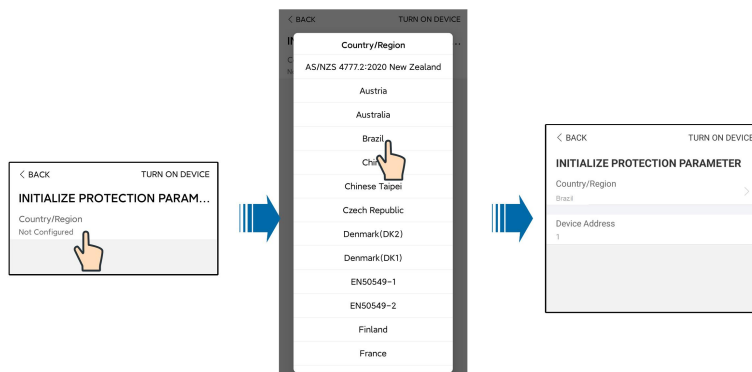 < BACK TURN ON DEVICE
INITIALIZE PROTECTION PARAM...
Country/Region
Not Configured
< BACK TURN ON DEVICE
Country/Region
AS/NZS 4777.2:2020 New Zealand
Austria
Australia
Brazil
Chin
Chinese Taipei
Czech Republic
Denmark(DK2)
Denmark(DK1)
EN50549-1
EN50549-2
Finland
France
< BACK TURN ON DEVICE
INITIALIZE PROTECTION PARAMETER
Country/Region
Brazil
Device Address
1